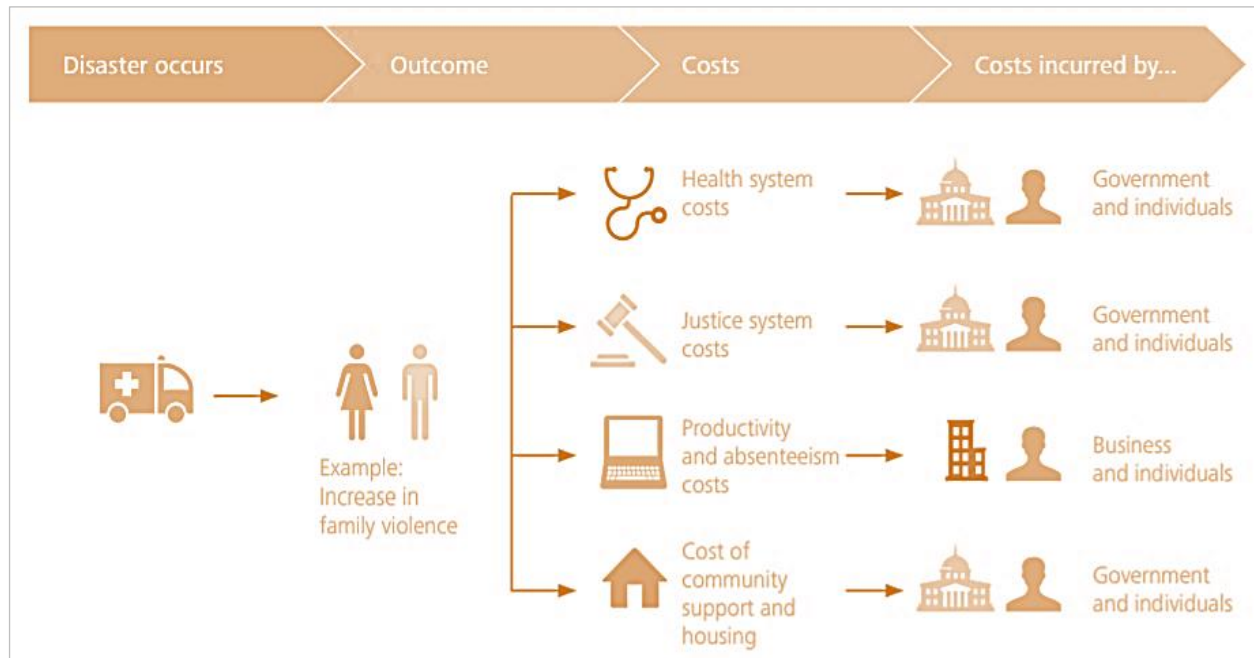 Disaster occurs
Outcome
Costs
Costs incurred by...
Health system
costs
Government
and individuals
Justice system
costs
Government
and individuals
Example:
Increase in
family violence
Productivity
and absenteeism
costs
Business
and individuals
Cost of
community
support and
housing
Government
and individuals